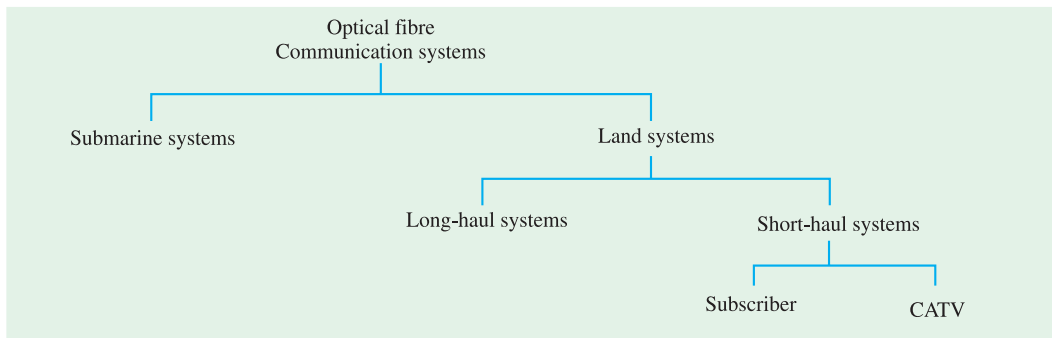 Optical fibre
Communication systems
Submarine systems
Land systems
Long-haul systems
Short-haul systems
Subscriber
CATV